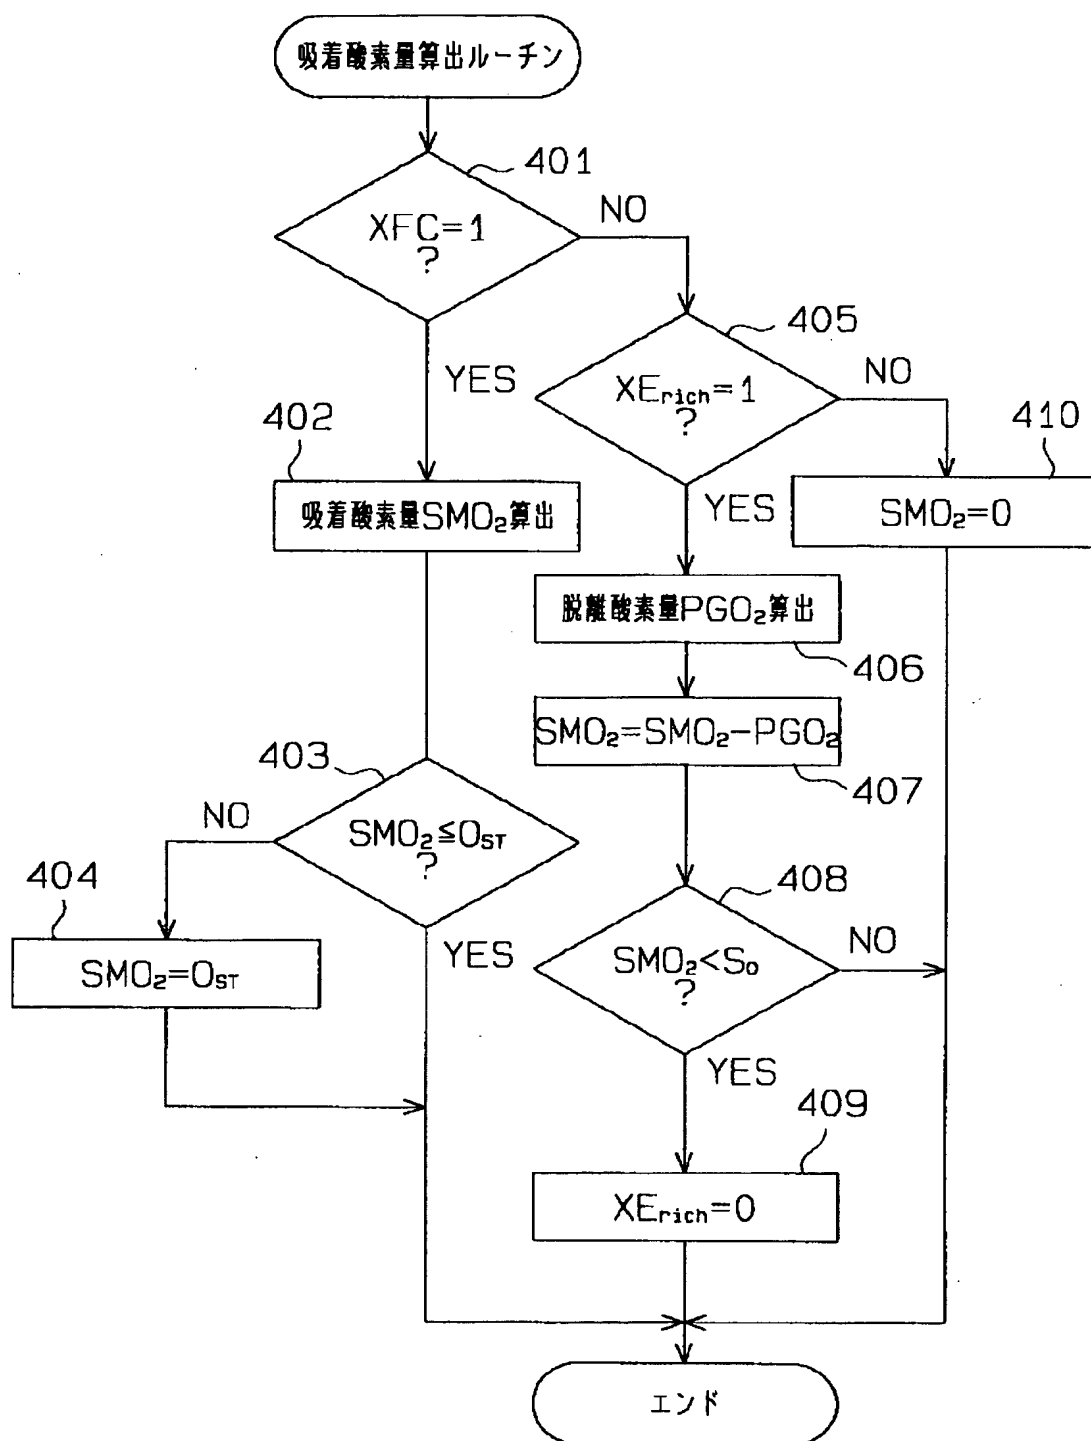 吸着酸素量算出ルーチン
401
XFC=1
?
NO
YES
405
XErich=1
?
NO
YES
402
吸着酸素量SMO₂算出
410
SMO₂=0
脱離酸素量PGO₂算出
406
SMO₂=SMO₂-PGO₂
407
403
SMO₂≦OST
?
NO
YES
404
SMO₂=OST
408
SMO₂<S₀
?
NO
YES
409
XErich=0
エンド